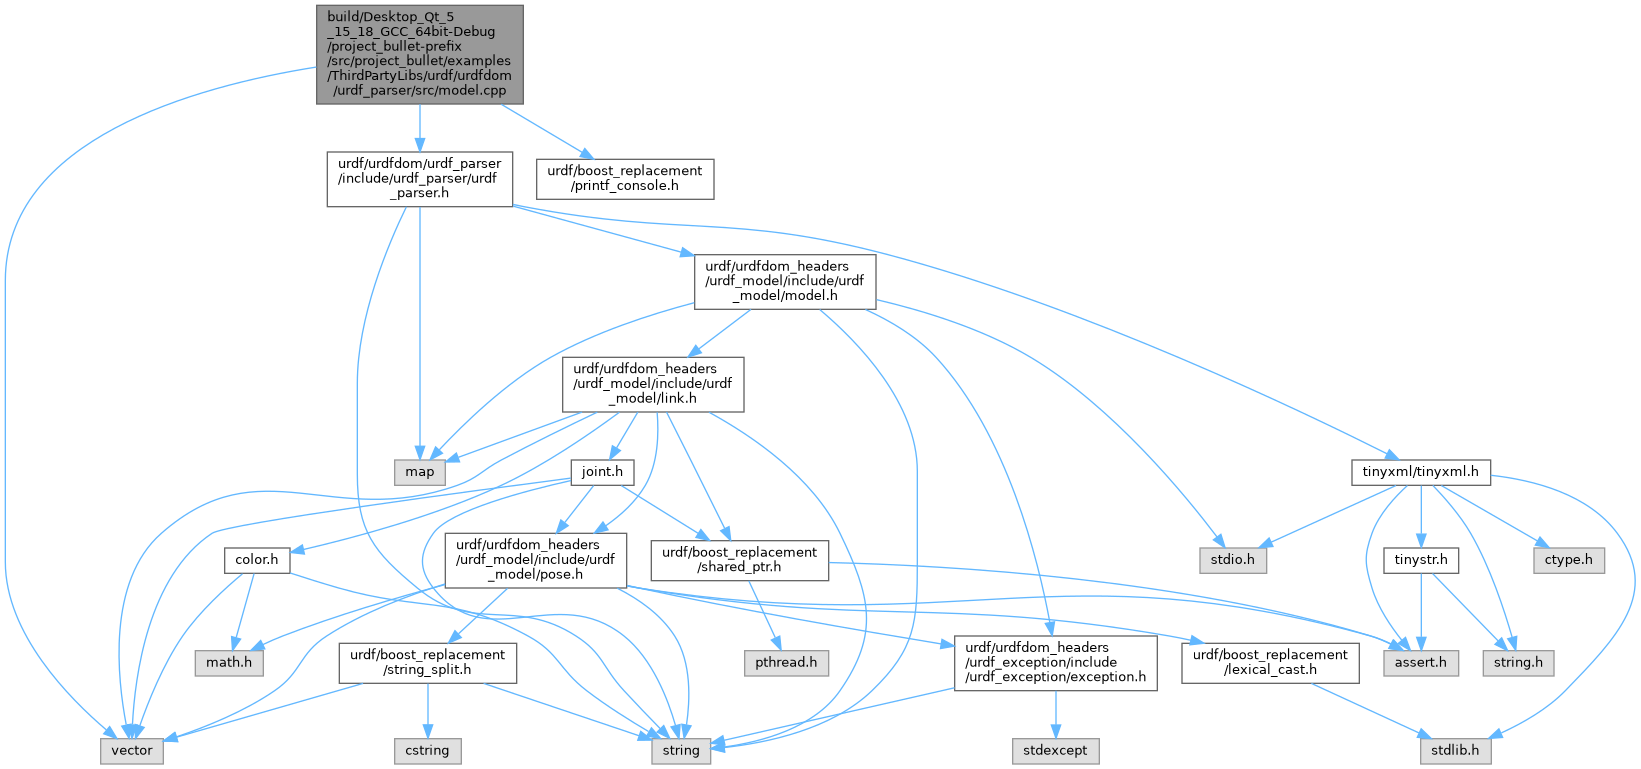 build/Desktop_Qt_5
_15_18_GCC_64bit-Debug
/project_bullet-prefix
/src/project_bullet/examples
/ThirdPartyLibs/urdf/urdfdom
/urdf_parser/src/model.cpp
urdf/urdfdom/urdf_parser
/include/urdf_parser/urdf
_parser.h
urdf/boost_replacement
/printf_console.h
urdf/urdfdom_headers
/urdf_model/include/urdf
_model/model.h
urdf/urdfdom_headers
/urdf_model/include/urdf
_model/link.h
map
joint.h
tinyxml/tinyxml.h
color.h
urdf/urdfdom_headers
/urdf_model/include/urdf
_model/pose.h
urdf/boost_replacement
/shared_ptr.h
stdio.h
tinystr.h
ctype.h
math.h
urdf/boost_replacement
/string_split.h
pthread.h
urdf/urdfdom_headers
/urdf_exception/include
/urdf_exception/exception.h
urdf/boost_replacement
/lexical_cast.h
assert.h
string.h
vector
cstring
string
stdexcept
stdlib.h